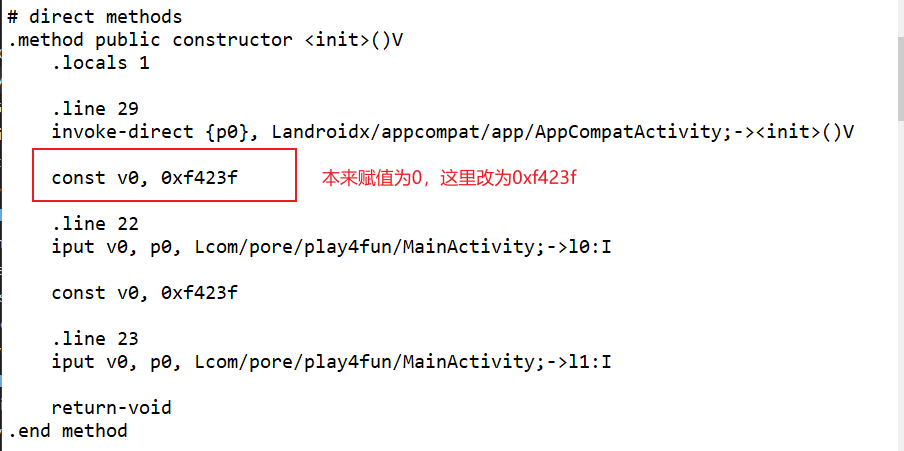 # direct methods
.method public constructor <init>()V
.locals 1
.line 29
invoke-direct {p0}, Landroidx/appcompat/app/AppCompatActivity;-><init>()V
const v0, 0xf423f
本来赋值为0，这里改为0xf423f
.line 22
iput v0, p0, Lcom/pore/play4fun/MainActivity;->l0:I
const v0, 0xf423f
.line 23
iput v0, p0, Lcom/pore/play4fun/MainActivity;->l1:I
return-void
.end method